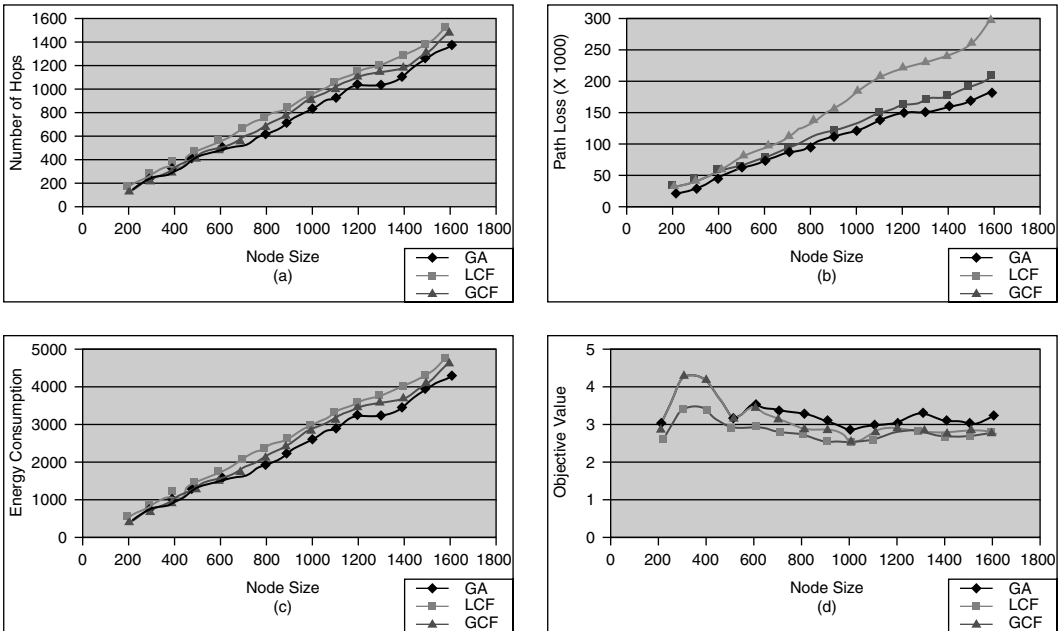 1600
1400
1200
1000
800
600
400
200
0
Number of Hops
0 200 400 600 800 1000 1200 1400 1600 1800
Node Size
(a)
GA
LCF
GCF
300
250
200
150
100
50
0
Path Loss (X 1000)
0 200 400 600 800 1000 1200 1400 1600 1800
Node Size
(b)
GA
LCF
GCF
5000
4000
3000
2000
1000
0
Energy Consumption
0 200 400 600 800 1000 1200 1400 1600 1800
Node Size
(c)
GA
LCF
GCF
5
4
3
2
1
0
Objective Value
0 200 400 600 800 1000 1200 1400 1600 1800
Node Size
(d)
GA
LCF
GCF